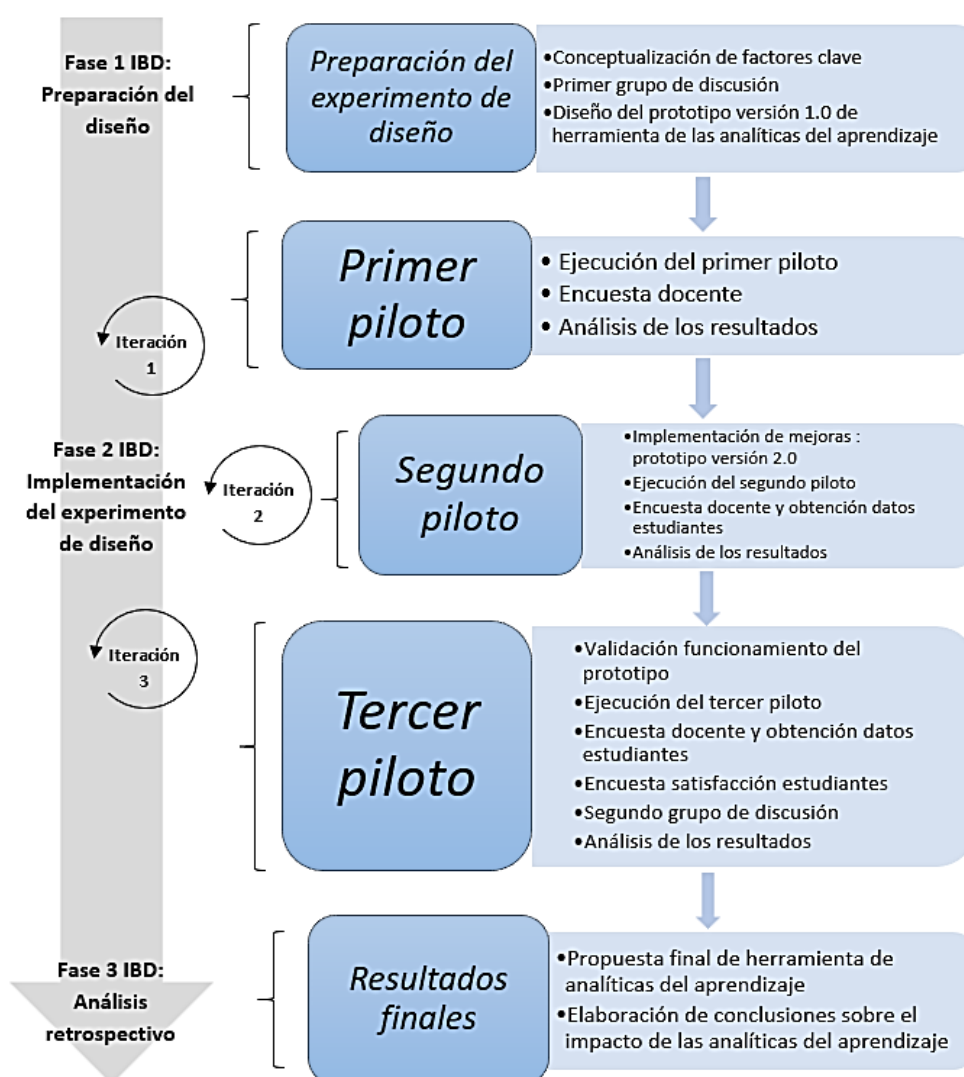 Fase 1 IBD:
Preparación del
diseño
Preparación del
experimento de
diseño
•Conceptualización de factores clave
•Primer grupo de discusión
•Diseño del prototipo versión 1.0 de
herramienta de las analíticas del aprendizaje
Primer
piloto
• Ejecución del primer piloto
• Encuesta docente
• Análisis de los resultados
Iteración
1
Fase 2 IBD:
Implementación
del experimento
de diseño
Iteración
2
Segundo
piloto
•Implementación de mejoras :
prototipo versión 2.0
•Ejecución del segundo piloto
•Encuesta docente y obtención datos
estudiantes
•Análisis de los resultados
Iteración
3
Tercer
piloto
•Validación funcionamiento del
prototipo
•Ejecución del tercer piloto
•Encuesta docente y obtención datos
estudiantes
•Encuesta satisfacción estudiantes
•Segundo grupo de discusión
•Análisis de los resultados
Fase 3 IBD:
Análisis
retrospectivo
Resultados
finales
•Propuesta final de herramienta de
analíticas del aprendizaje
•Elaboración de conclusiones sobre el
impacto de las analíticas del aprendizaje